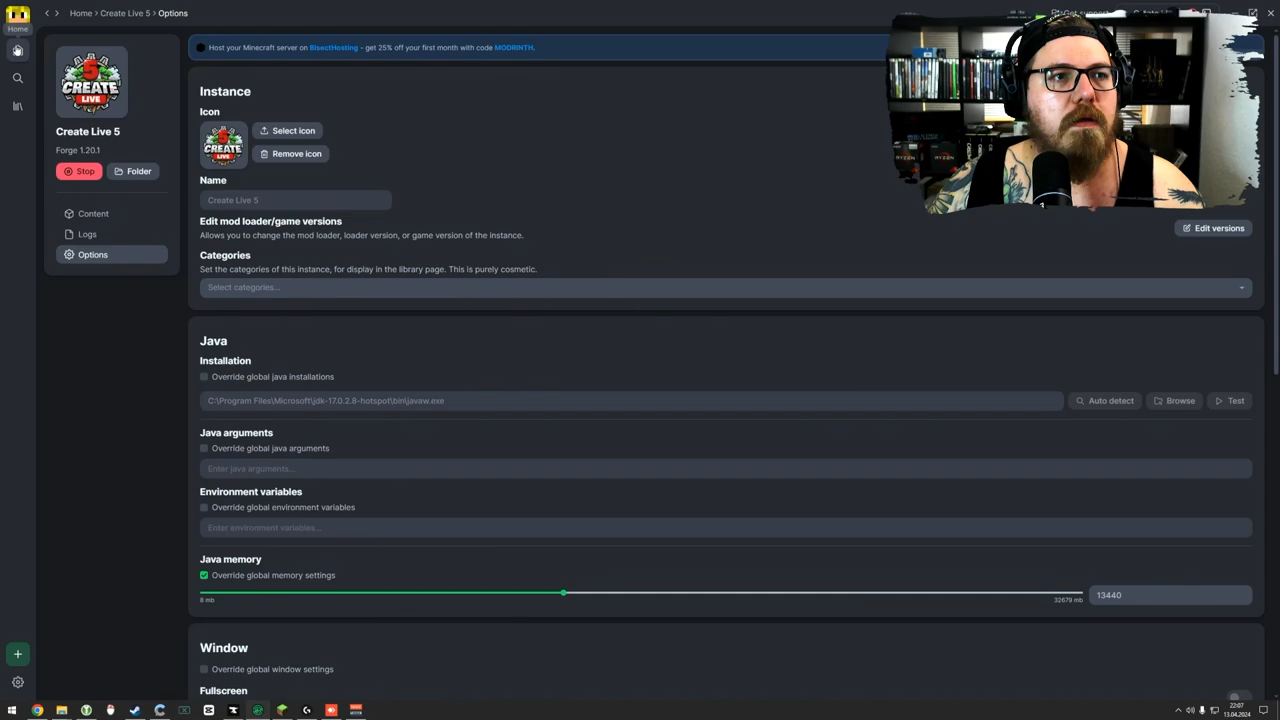 Home
Home › Create Live 5 › Options
5
CREATE
LIVE
Create Live 5
Forge 1.20.1
Stop
Folder
Content
Logs
Options
Host your Minecraft server on BisectHosting - get 25% off your first month with code MODRINTH.
Instance
Icon
Select icon
Remove icon
Name
Create Live 5
Edit mod loader/game versions
Allows you to change the mod loader, loader version, or game version of the instance.
Edit versions
Categories
Set the categories of this instance, for display in the library page. This is purely cosmetic.
Select categories...
Java
Installation
Override global java installations
C:\Program Files\Microsoft\jdk-17.0.2.8-hotspot\bin\javaw.exe
Auto detect
Browse
Test
Java arguments
Override global java arguments
Enter java arguments...
Environment variables
Override global environment variables
Enter environment variables...
Java memory
Override global memory settings
8 mb
32679 mb
13440
Window
Override global window settings
Fullscreen
22:07
13.04.2024
RYZEN
RYZEN